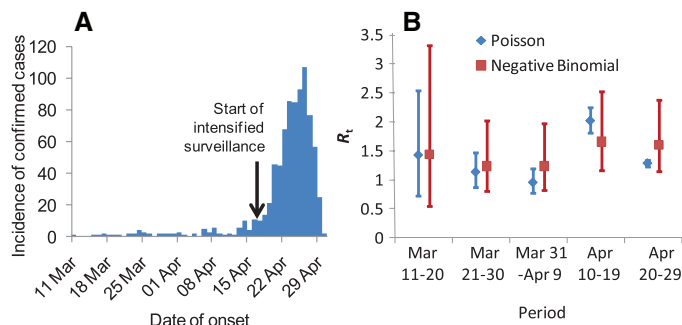 A
Incidence of confirmed cases
120
100
80
60
40
20
0
Start of
intensified
surveillance
11 Mar
18 Mar
25 Mar
01 Apr
08 Apr
15 Apr
22 Apr
29 Apr
Date of onset
B
Rt
3.5
3
2.5
2
1.5
1
0.5
0
Poisson
Negative Binomial
Mar
11-20
Mar
21-30
Mar 31
-Apr 9
Apr
10-19
Apr
20-29
Period